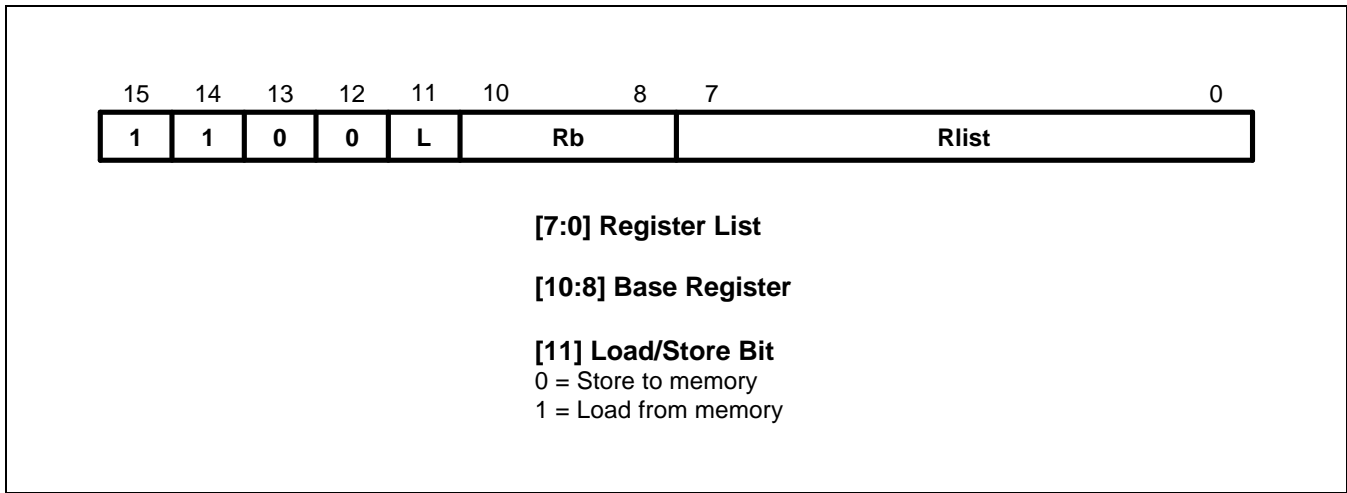 15 14 13 12 11 10 8 7 0
1 1 0 0 L Rb Rlist
[7:0] Register List
[10:8] Base Register
[11] Load/Store Bit
0 = Store to memory
1 = Load from memory